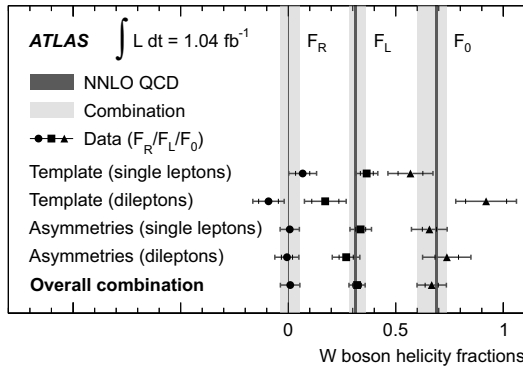 ATLAS ∫ L dt = 1.04 fb⁻¹ F_R F_L F_0
NNLO QCD
Combination
Data (F_R/F_L/F_0)
Template (single leptons)
Template (dileptons)
Asymmetries (single leptons)
Asymmetries (dileptons)
Overall combination
0 0.5 1
W boson helicity fractions